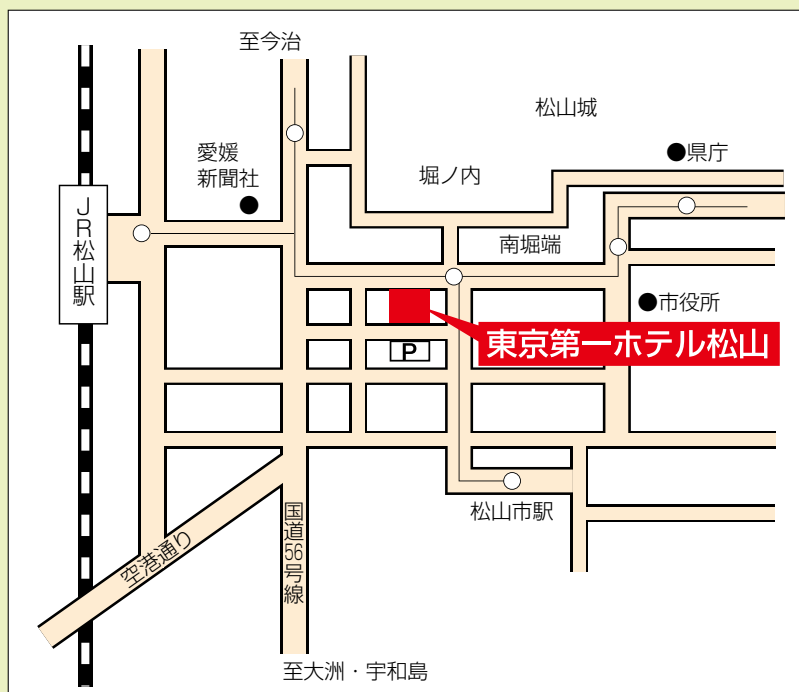 至今治
松山城
愛媛
新聞社
堀ノ内
県庁
JR松山駅
南堀端
市役所
東京第一ホテル松山
P
松山市駅
国道56号線
空港通り
至大洲・宇和島